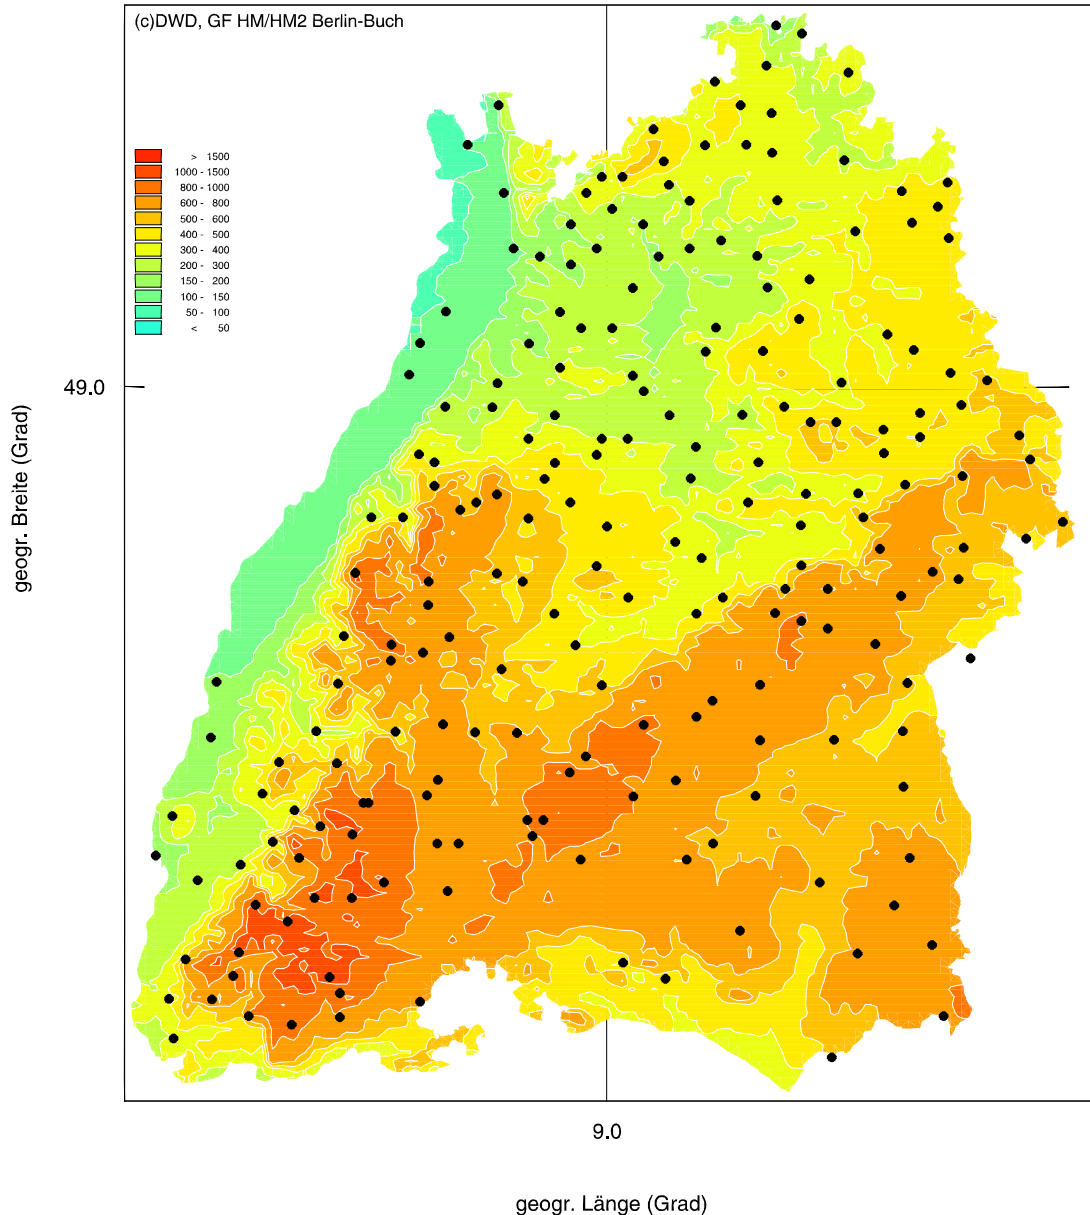 (c)DWD, GF HM/HM2 Berlin-Buch
> 1500
1000 - 1500
800 - 1000
600 - 800
500 - 600
400 - 500
300 - 400
200 - 300
150 - 200
100 - 150
50 - 100
< 50
49.0
geogr. Breite (Grad)
9.0
geogr. Länge (Grad)